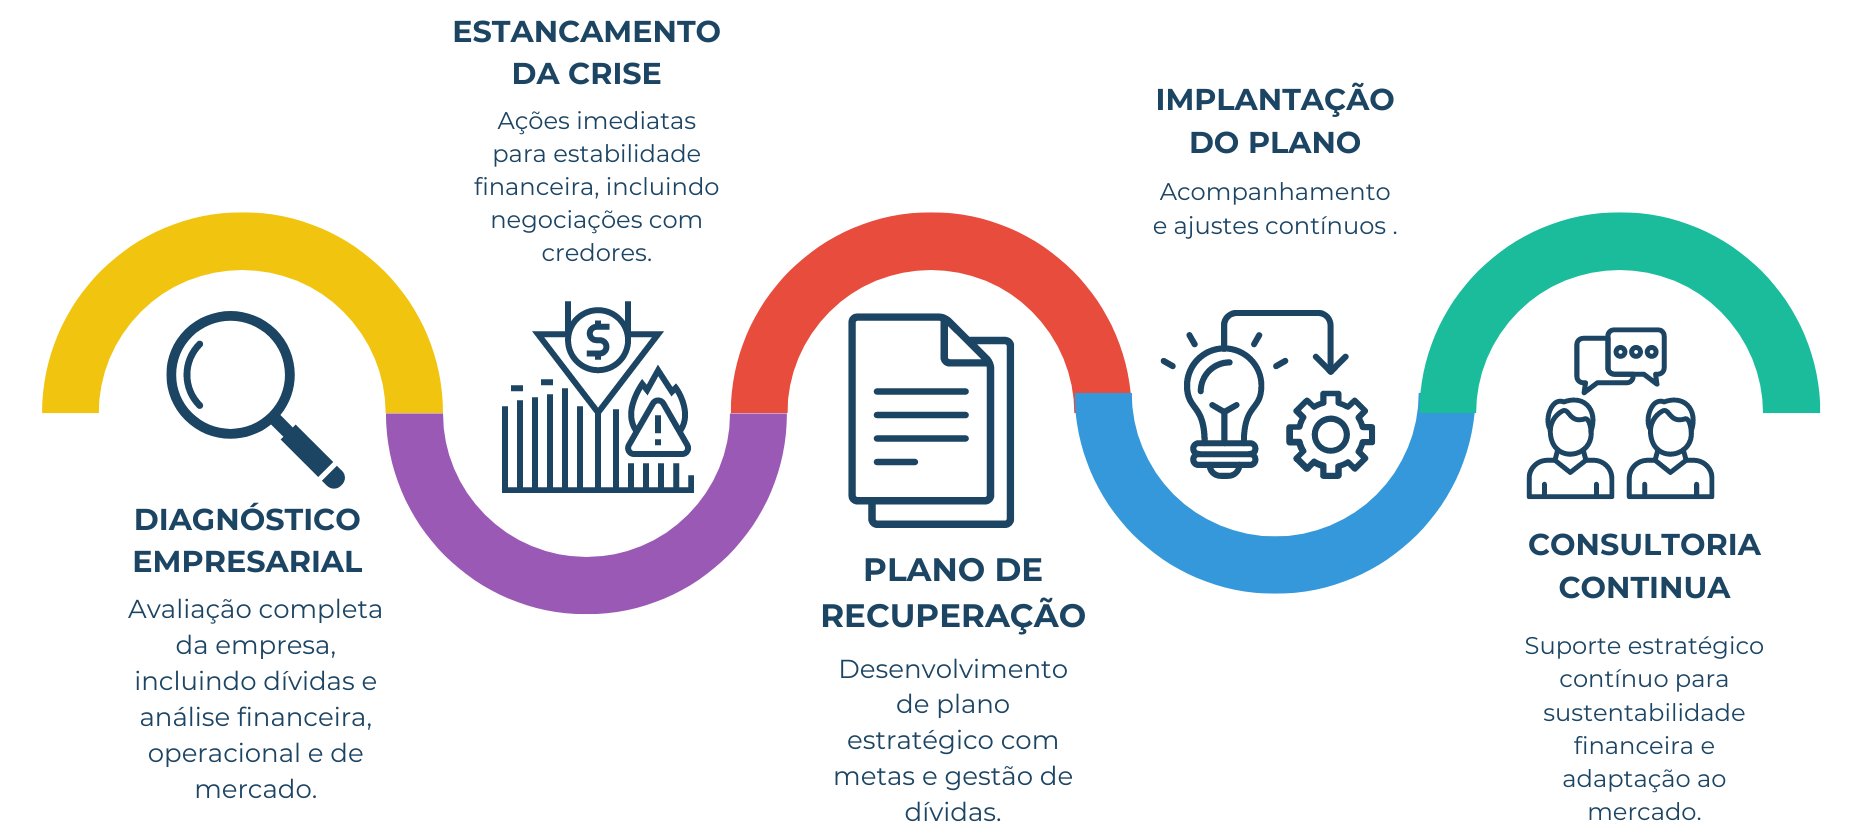 DIAGNÓSTICO
EMPRESARIAL
Avaliação completa
da empresa,
incluindo dívidas e
análise financeira,
operacional e de
mercado.
ESTANCAMENTO
DA CRISE
Ações imediatas
para estabilidade
financeira, incluindo
negociações com
credores.
$
PLANO DE
RECUPERAÇÃO
Desenvolvimento
de plano
estratégico com
metas e gestão de
dívidas.
IMPLANTAÇÃO
DO PLANO
Acompanhamento
e ajustes contínuos .
CONSULTORIA
CONTINUA
Suporte estratégico
contínuo para
sustentabilidade
financeira e
adaptação ao
mercado.